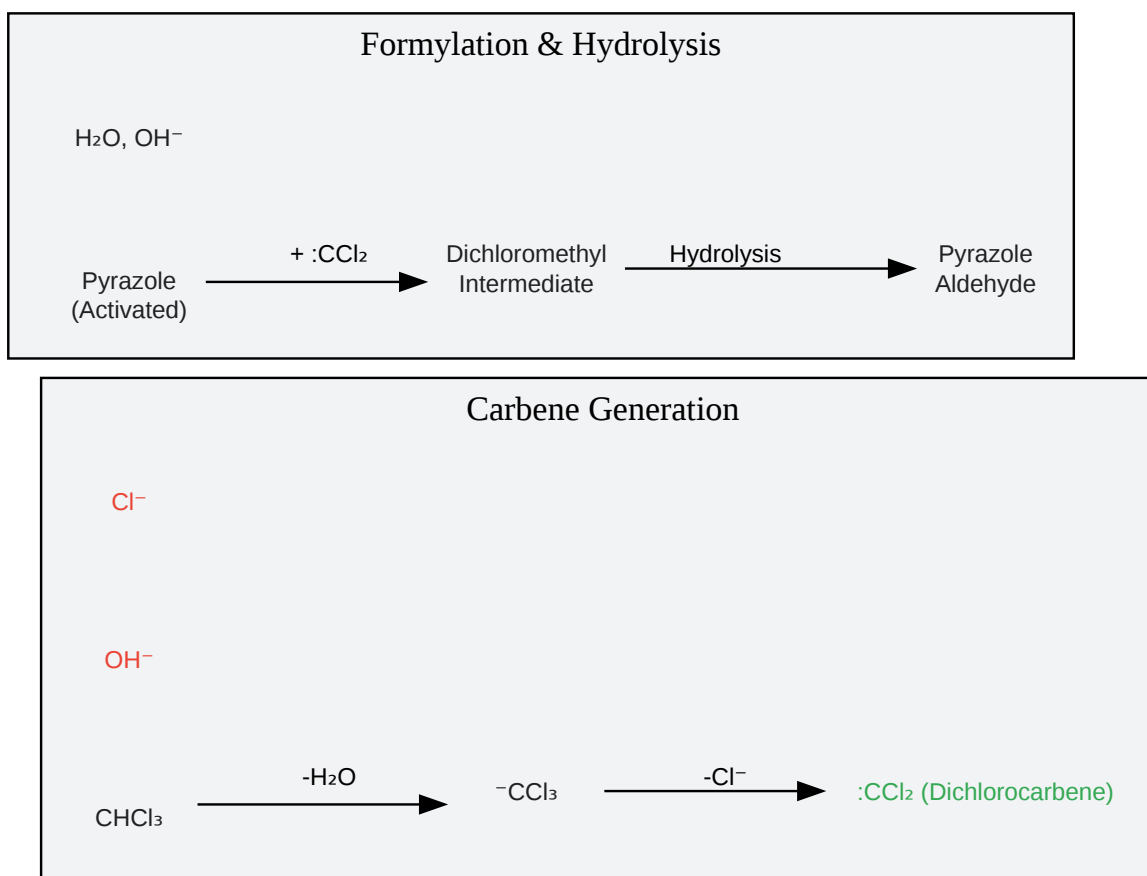 Formylation & Hydrolysis
H₂O, OH⁻
+ :CCl₂
Pyrazole
(Activated)
Dichloromethyl
Intermediate
Hydrolysis
Pyrazole
Aldehyde
Carbene Generation
Cl⁻
OH⁻
CHCl₃
-H₂O
⁻CCl₃
-Cl⁻
:CCl₂ (Dichlorocarbene)